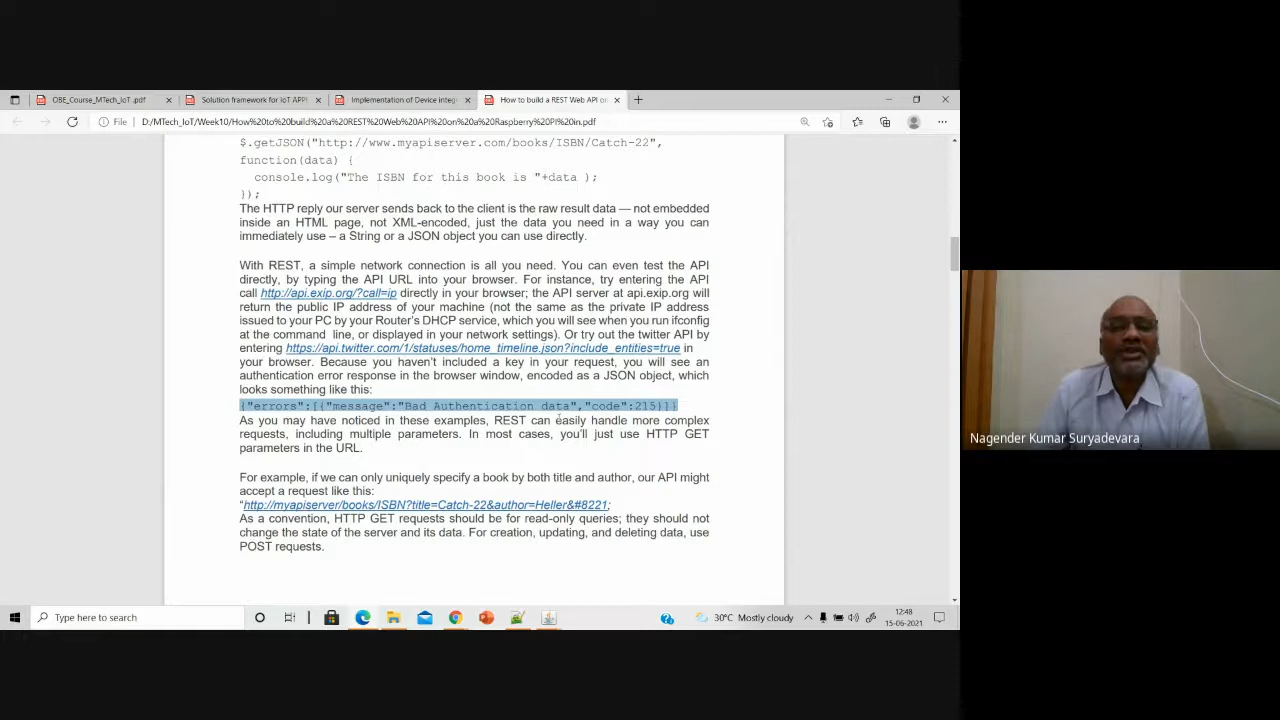 OBE_Course_MTech_IoT.pdf
Solution framework for IoT APPl
Implementation of Device integ
How to build a REST Web API on
File
D:/MTech_IoT/Week10/How%20to%20build%20a%20REST%20Web%20API%20on%20a%20Raspberry%20PI%20in.pdf
$.getJSON("http://www.myapiserver.com/books/ISBN/Catch-22",
function(data) {
console.log("The ISBN for this book is "+data );
});
The HTTP reply our server sends back to the client is the raw result data — not embedded
inside an HTML page, not XML-encoded, just the data you need in a way you can
immediately use – a String or a JSON object you can use directly.
With REST, a simple network connection is all you need. You can even test the API
directly, by typing the API URL into your browser. For instance, try entering the API
call http://api.exip.org/?call=ip directly in your browser; the API server at api.exip.org will
return the public IP address of your machine (not the same as the private IP address
issued to your PC by your Router's DHCP service, which you will see when you run ifconfig
at the command line, or displayed in your network settings). Or try out the twitter API by
entering https://api.twitter.com/1/statuses/home_timeline.json?include_entities=true in
your browser. Because you haven't included a key in your request, you will see an
authentication error response in the browser window, encoded as a JSON object, which
looks something like this:
{"errors":[{"message":"Bad Authentication data","code":215}]}
As you may have noticed in these examples, REST can easily handle more complex
requests, including multiple parameters. In most cases, you'll just use HTTP GET
parameters in the URL.
For example, if we can only uniquely specify a book by both title and author, our API might
accept a request like this:
“http://myapiserver/books/ISBN?title=Catch-22&author=Heller&#8221;
As a convention, HTTP GET requests should be for read-only queries; they should not
change the state of the server and its data. For creation, updating, and deleting data, use
POST requests.
Nagender Kumar Suryadevara
Type here to search
30°C Mostly cloudy
12:48
15-06-2021